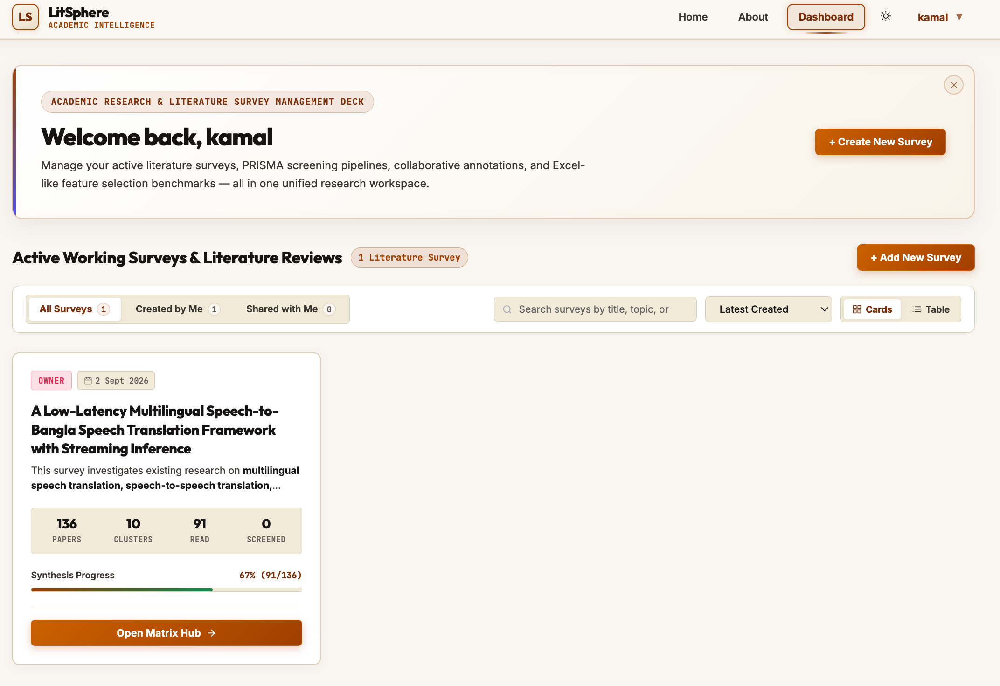 LS
LitSphere
ACADEMIC INTELLIGENCE
Home
About
Dashboard
kamal ▼
ACADEMIC RESEARCH & LITERATURE SURVEY MANAGEMENT DECK
Welcome back, kamal
Manage your active literature surveys, PRISMA screening pipelines, collaborative annotations, and Excel-
like feature selection benchmarks — all in one unified research workspace.
+ Create New Survey
Active Working Surveys & Literature Reviews
1 Literature Survey
+ Add New Survey
All Surveys 1
Created by Me 1
Shared with Me 0
Search surveys by title, topic, or
Latest Created
Cards
Table
OWNER
2 Sept 2026
A Low-Latency Multilingual Speech-to-
Bangla Speech Translation Framework
with Streaming Inference
This survey investigates existing research on multilingual
speech translation, speech-to-speech translation,...
136
PAPERS
10
CLUSTERS
91
READ
0
SCREENED
Synthesis Progress
67% (91/136)
Open Matrix Hub →